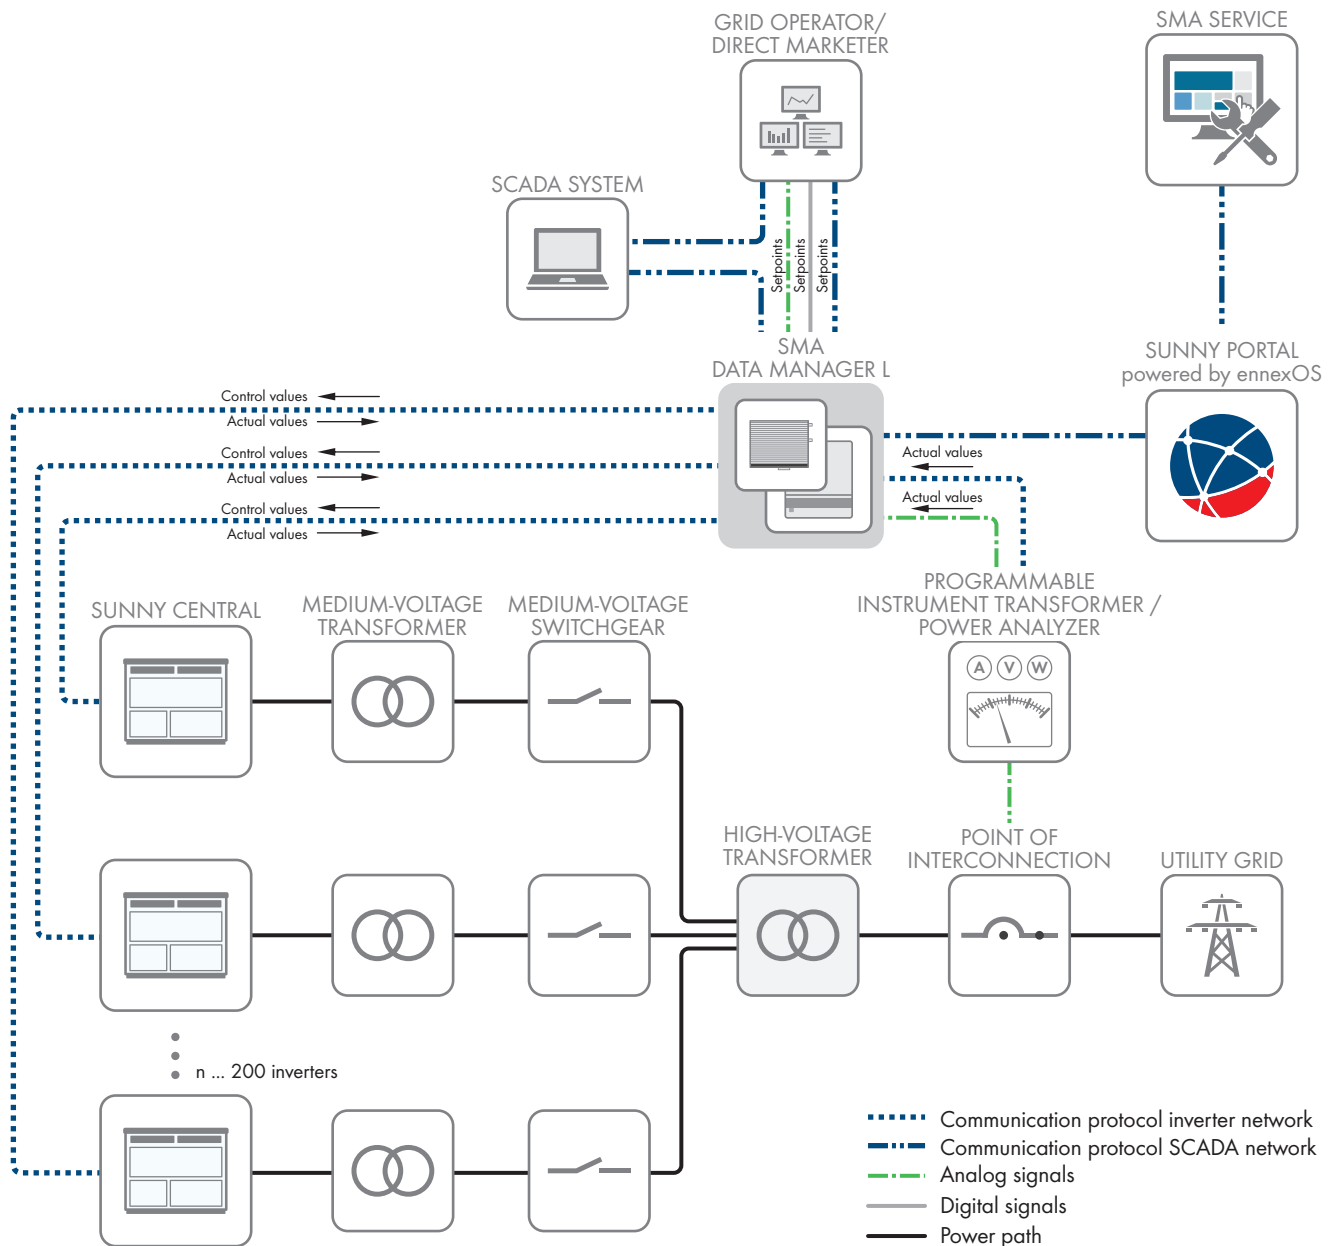 GRID OPERATOR/
DIRECT MARKETER
SMA SERVICE
SCADA SYSTEM
Setpoints
Setpoints
Setpoints
SMA
DATA MANAGER L
SUNNY PORTAL
powered by ennexOS
Control values
Actual values
Control values
Actual values
Control values
Actual values
Actual values
Actual values
PROGRAMMABLE
INSTRUMENT TRANSFORMER /
POWER ANALYZER
A V W
SUNNY CENTRAL
MEDIUM-VOLTAGE
TRANSFORMER
MEDIUM-VOLTAGE
SWITCHGEAR
HIGH-VOLTAGE
TRANSFORMER
POINT OF
INTERCONNECTION
UTILITY GRID
n ... 200 inverters
Communication protocol inverter network
Communication protocol SCADA network
Analog signals
Digital signals
Power path